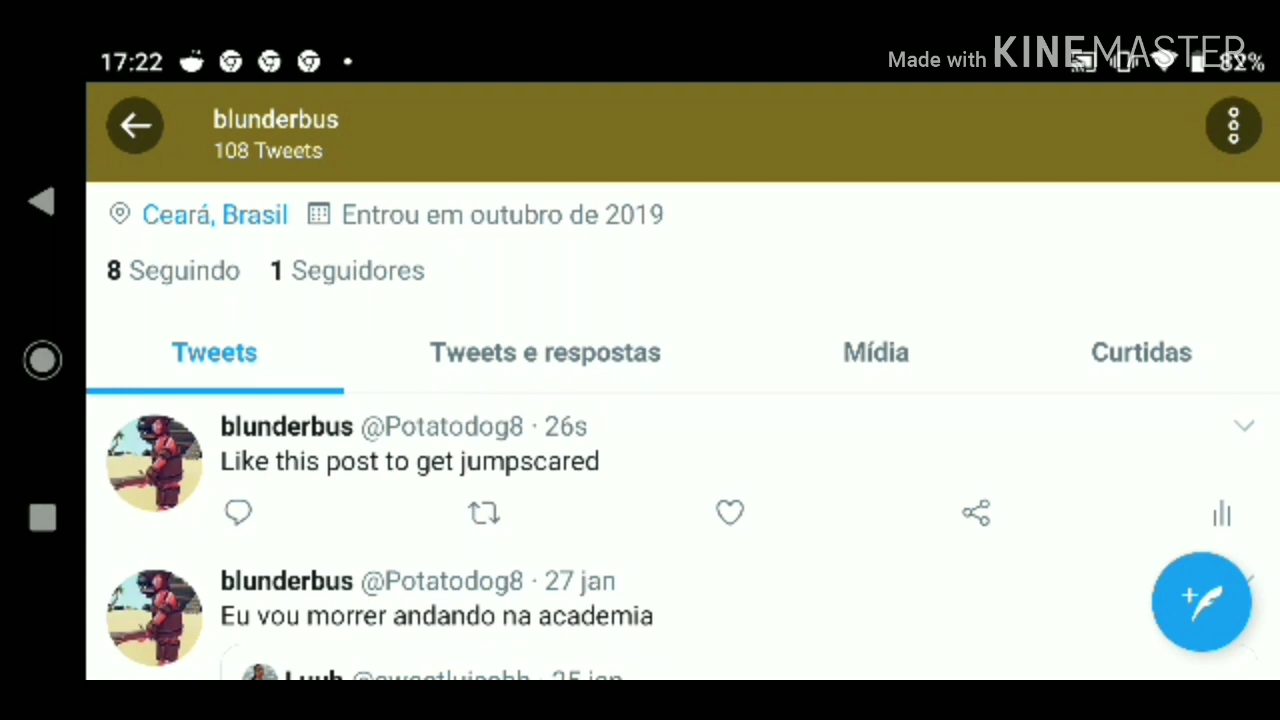 17:22
Made with KINEMASTER
82%
blunderbus
108 Tweets
Ceará, Brasil Entrou em outubro de 2019
8 Seguindo 1 Seguidores
Tweets Tweets e respostas Mídia Curtidas
blunderbus @Potatodog8 · 26s
Like this post to get jumpscared
blunderbus @Potatodog8 · 27 jan
Eu vou morrer andando na academia
25 jan